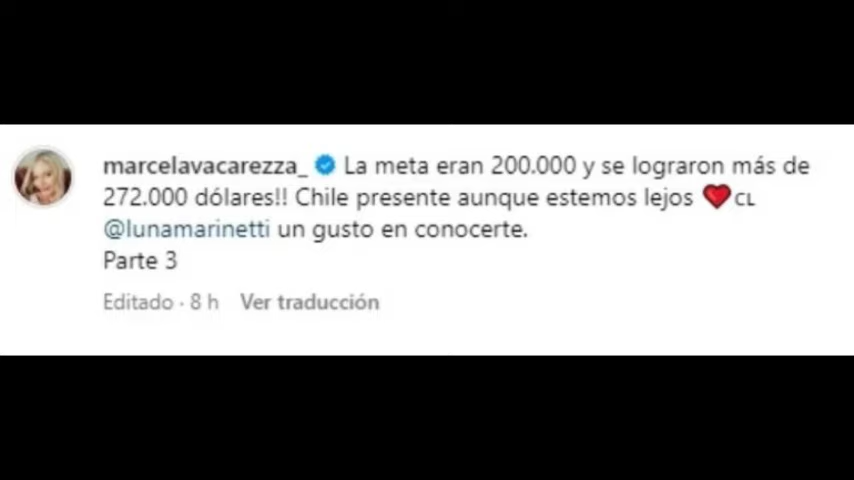 marcelavacarezza_ La meta eran 200.000 y se lograron más de
272.000 dólares!! Chile presente aunque estemos lejos ❤️CL
@lunamarinetti un gusto en conocerte.
Parte 3
Editado · 8 h Ver traducción